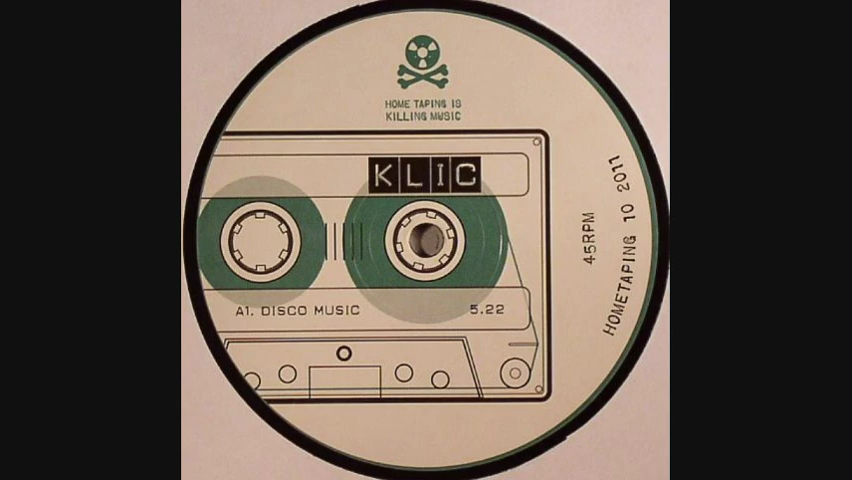 HOME TAPING IS
KILLING MUSIC
KLIC
A1. DISCO MUSIC 5.22
45RPM
HOMETAPING 10 2011